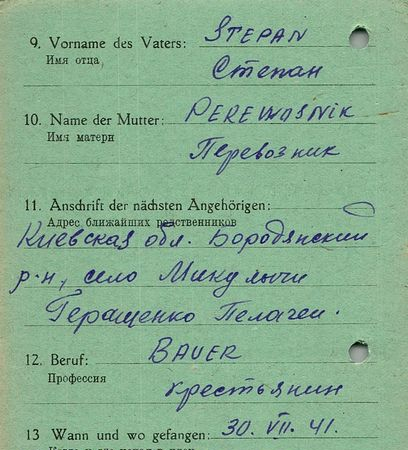 9. Vorname des Vaters: STEPAN
Имя отца
Степан
10. Name der Mutter: PEREWOSNIK
Имя матери
Перевозник
11. Anschrift der nächsten Angehörigen:
Адрес ближайших родственников
Киевская обл. Бородянский
р-н, село Микуличи
Геращенко Пелагеи.
12. Beruf: BAUER
Профессия
крестьянин
13 Wann und wo gefangen: 30. VII. 41.